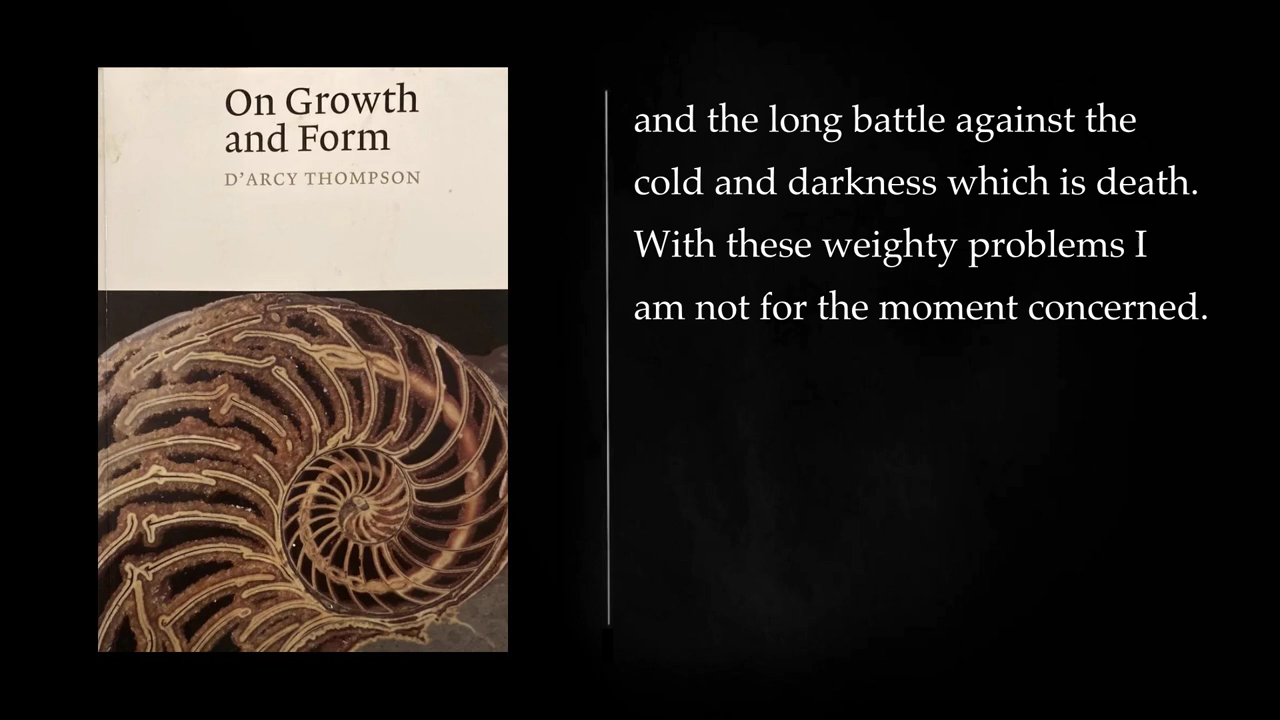 On Growth
and Form
D'ARCY THOMPSON
and the long battle against the
cold and darkness which is death.
With these weighty problems I
am not for the moment concerned.